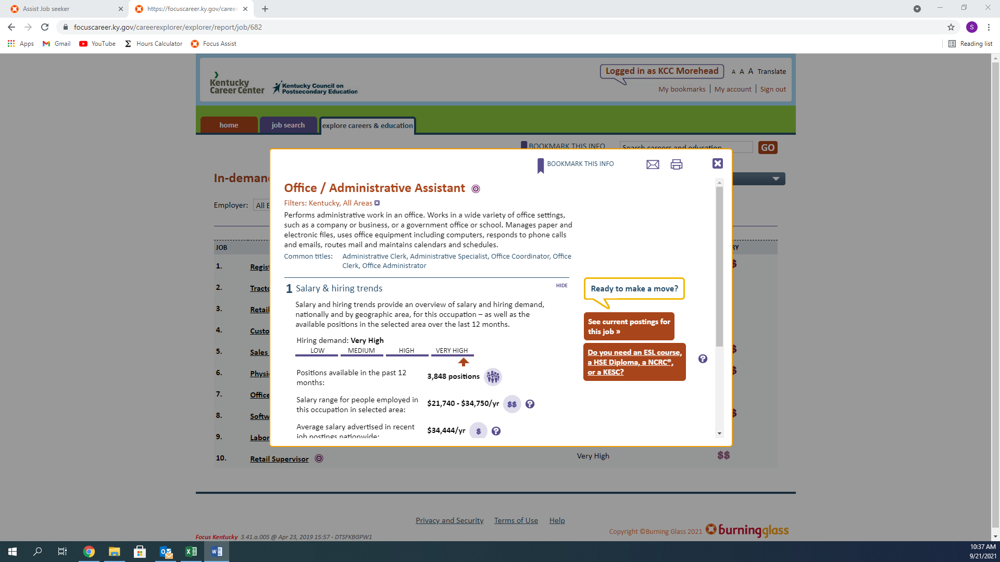 Assist Job seeker
https://focuscareer.ky.gov/career
focuscareer.ky.gov/careerexplorer/explorer/report/job/682
S
Apps Gmail YouTube Hours Calculator Focus Assist Reading list
Logged in as KCC Morehead A A A Translate
Kentucky
Career Center
Kentucky Council on
Postsecondary Education
My bookmarks My account Sign out
home job search explore careers & education
BOOKMARK THIS INFO Search careers and education GO
BOOKMARK THIS INFO
In-deman
Office / Administrative Assistant
Employer: All E
Filters: Kentucky, All Areas
Performs administrative work in an office. Works in a wide variety of office settings,
such as a company or business, or a government office or school. Manages paper and
electronic files, uses office equipment including computers, responds to phone calls
and emails, routes mail and maintains calendars and schedules.
Common titles: Administrative Clerk, Administrative Specialist, Office Coordinator, Office
Clerk, Office Administrator
JOB RY
1. Regist
2. Tracto
3. Retail
4. Custo
5. Sales
6. Physic
7. Office
8. Softw
9. Labor
10. Retail Supervisor Very High $$
1 Salary & hiring trends HIDE
Salary and hiring trends provide an overview of salary and hiring demand,
nationally and by geographic area, for this occupation – as well as the
available positions in the selected area over the last 12 months.
Hiring demand: Very High
LOW MEDIUM HIGH VERY HIGH
Positions available in the past 12
months: 3,848 positions
Salary range for people employed in
this occupation in selected area: $21,740 - $34,750/yr $$ ?
Average salary advertised in recent
job postings nationwide: $34,444/yr $ ?
Ready to make a move?
See current postings for
this job »
Do you need an ESL course,
a HSE Diploma, a NCRC®,
or a KESC?
?
Privacy and Security Terms of Use Help
Focus Kentucky 3.41.a.005 @ Apr 23, 2019 15:57 - DTSFKBGPW1
Copyright ©Burning Glass 2021 burningglass
10:37 AM
9/21/2021